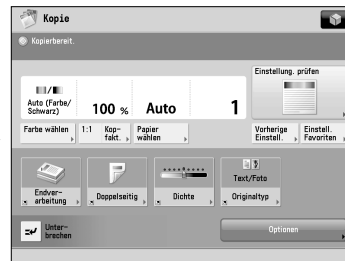 Kopie
Kopierbereit.
Einstellung. prüfen
Auto (Farbe/
Schwarz)
100 %
Auto
1
Farbe wählen
1:1
Kop-
fakt.
Papier
wählen
Vorherige
Einstell.
Einstell.
Favoriten
Endver-
arbeitung
Doppelseitig
Dichte
Text/Foto
Originaltyp
Unter-
brechen
Optionen